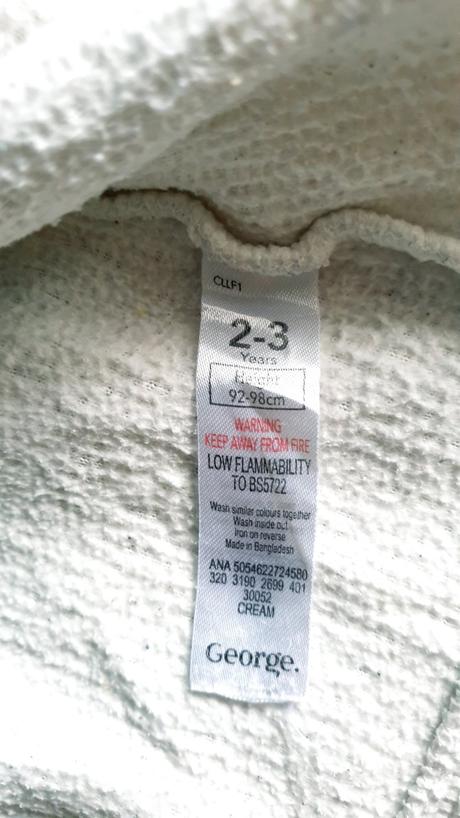 CLLF1
2-3
Years
Height
92-98cm
WARNING
KEEP AWAY FROM FIRE
LOW FLAMMABILITY
TO BS5722
Wash similar colours together
Wash inside out
Iron on reverse
Made in Bangladesh
ANA 5054622724580
320 3190 2699 401
30052
CREAM
George.